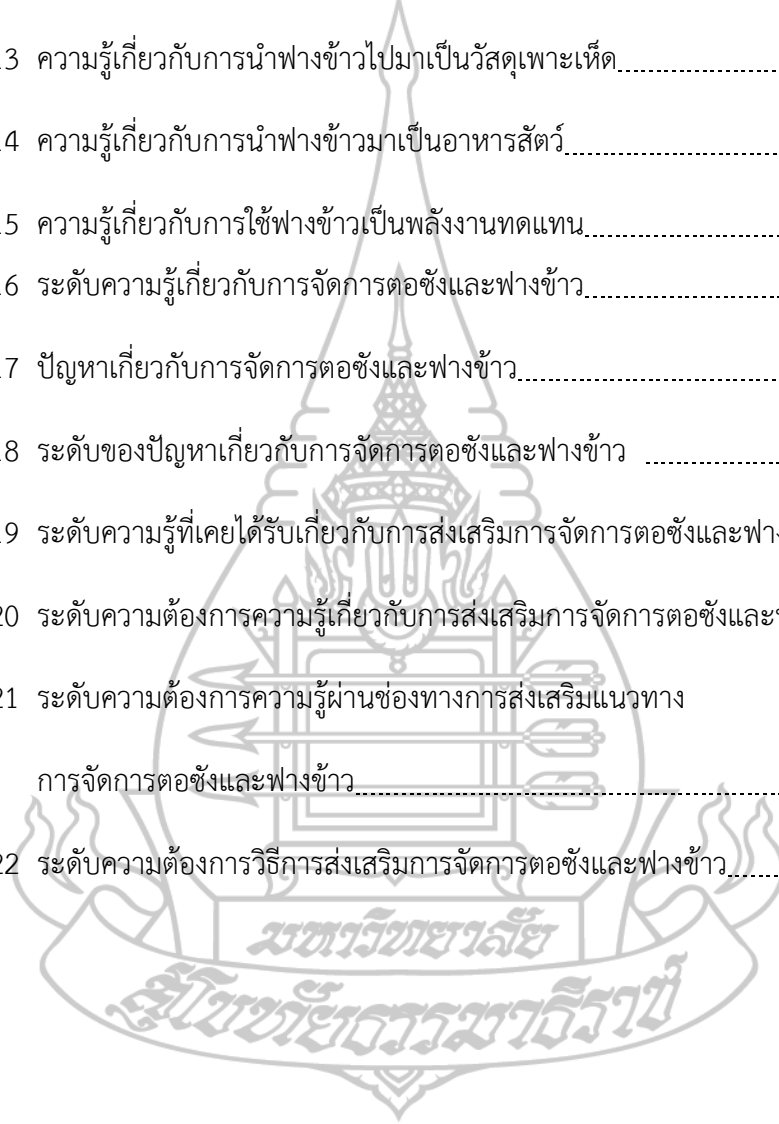 .3 ความรู้เกี่ยวกับการนำฟางข้าวไปมาเป็นวัสดุเพาะเห็ด
.4 ความรู้เกี่ยวกับการนำฟางข้าวมาเป็นอาหารสัตว์
.5 ความรู้เกี่ยวกับการใช้ฟางข้าวเป็นพลังงานทดแทน
.6 ระดับความรู้เกี่ยวกับการจัดการตอซังและฟางข้าว
.7 ปัญหาเกี่ยวกับการจัดการตอซังและฟางข้าว
.8 ระดับของปัญหาเกี่ยวกับการจัดการตอซังและฟางข้าว
.9 ระดับความรู้ที่เคยได้รับเกี่ยวกับการส่งเสริมการจัดการตอซังและฟาง
20 ระดับความต้องการความรู้เกี่ยวกับการส่งเสริมการจัดการตอซังและ
21 ระดับความต้องการความรู้ผ่านช่องทางการส่งเสริมแนวทาง
การจัดการตอซังและฟางข้าว
22 ระดับความต้องการวิธีการส่งเสริมการจัดการตอซังและฟางข้าว
มหาวิทยาลัย
สุโขทัยธรรมาธิราช